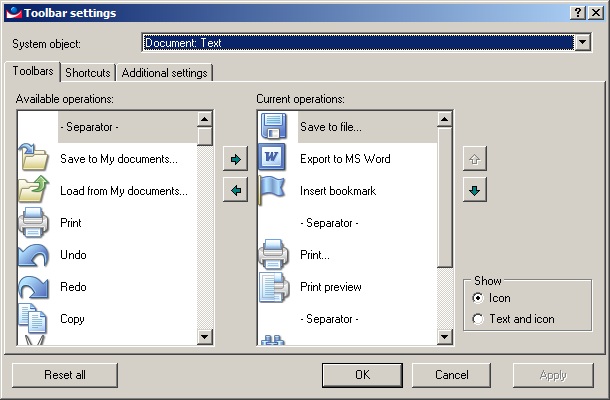 Toolbar settings
System object:
Document: Text
Toolbars
Shortcuts
Additional settings
Available operations:
- Separator -
Save to My documents...
Load from My documents...
Print
Undo
Redo
Copy
Current operations:
Save to file...
Export to MS Word
Insert bookmark
- Separator -
Print...
Print preview
- Separator -
Show
Icon
Text and icon
Reset all
OK
Cancel
Apply